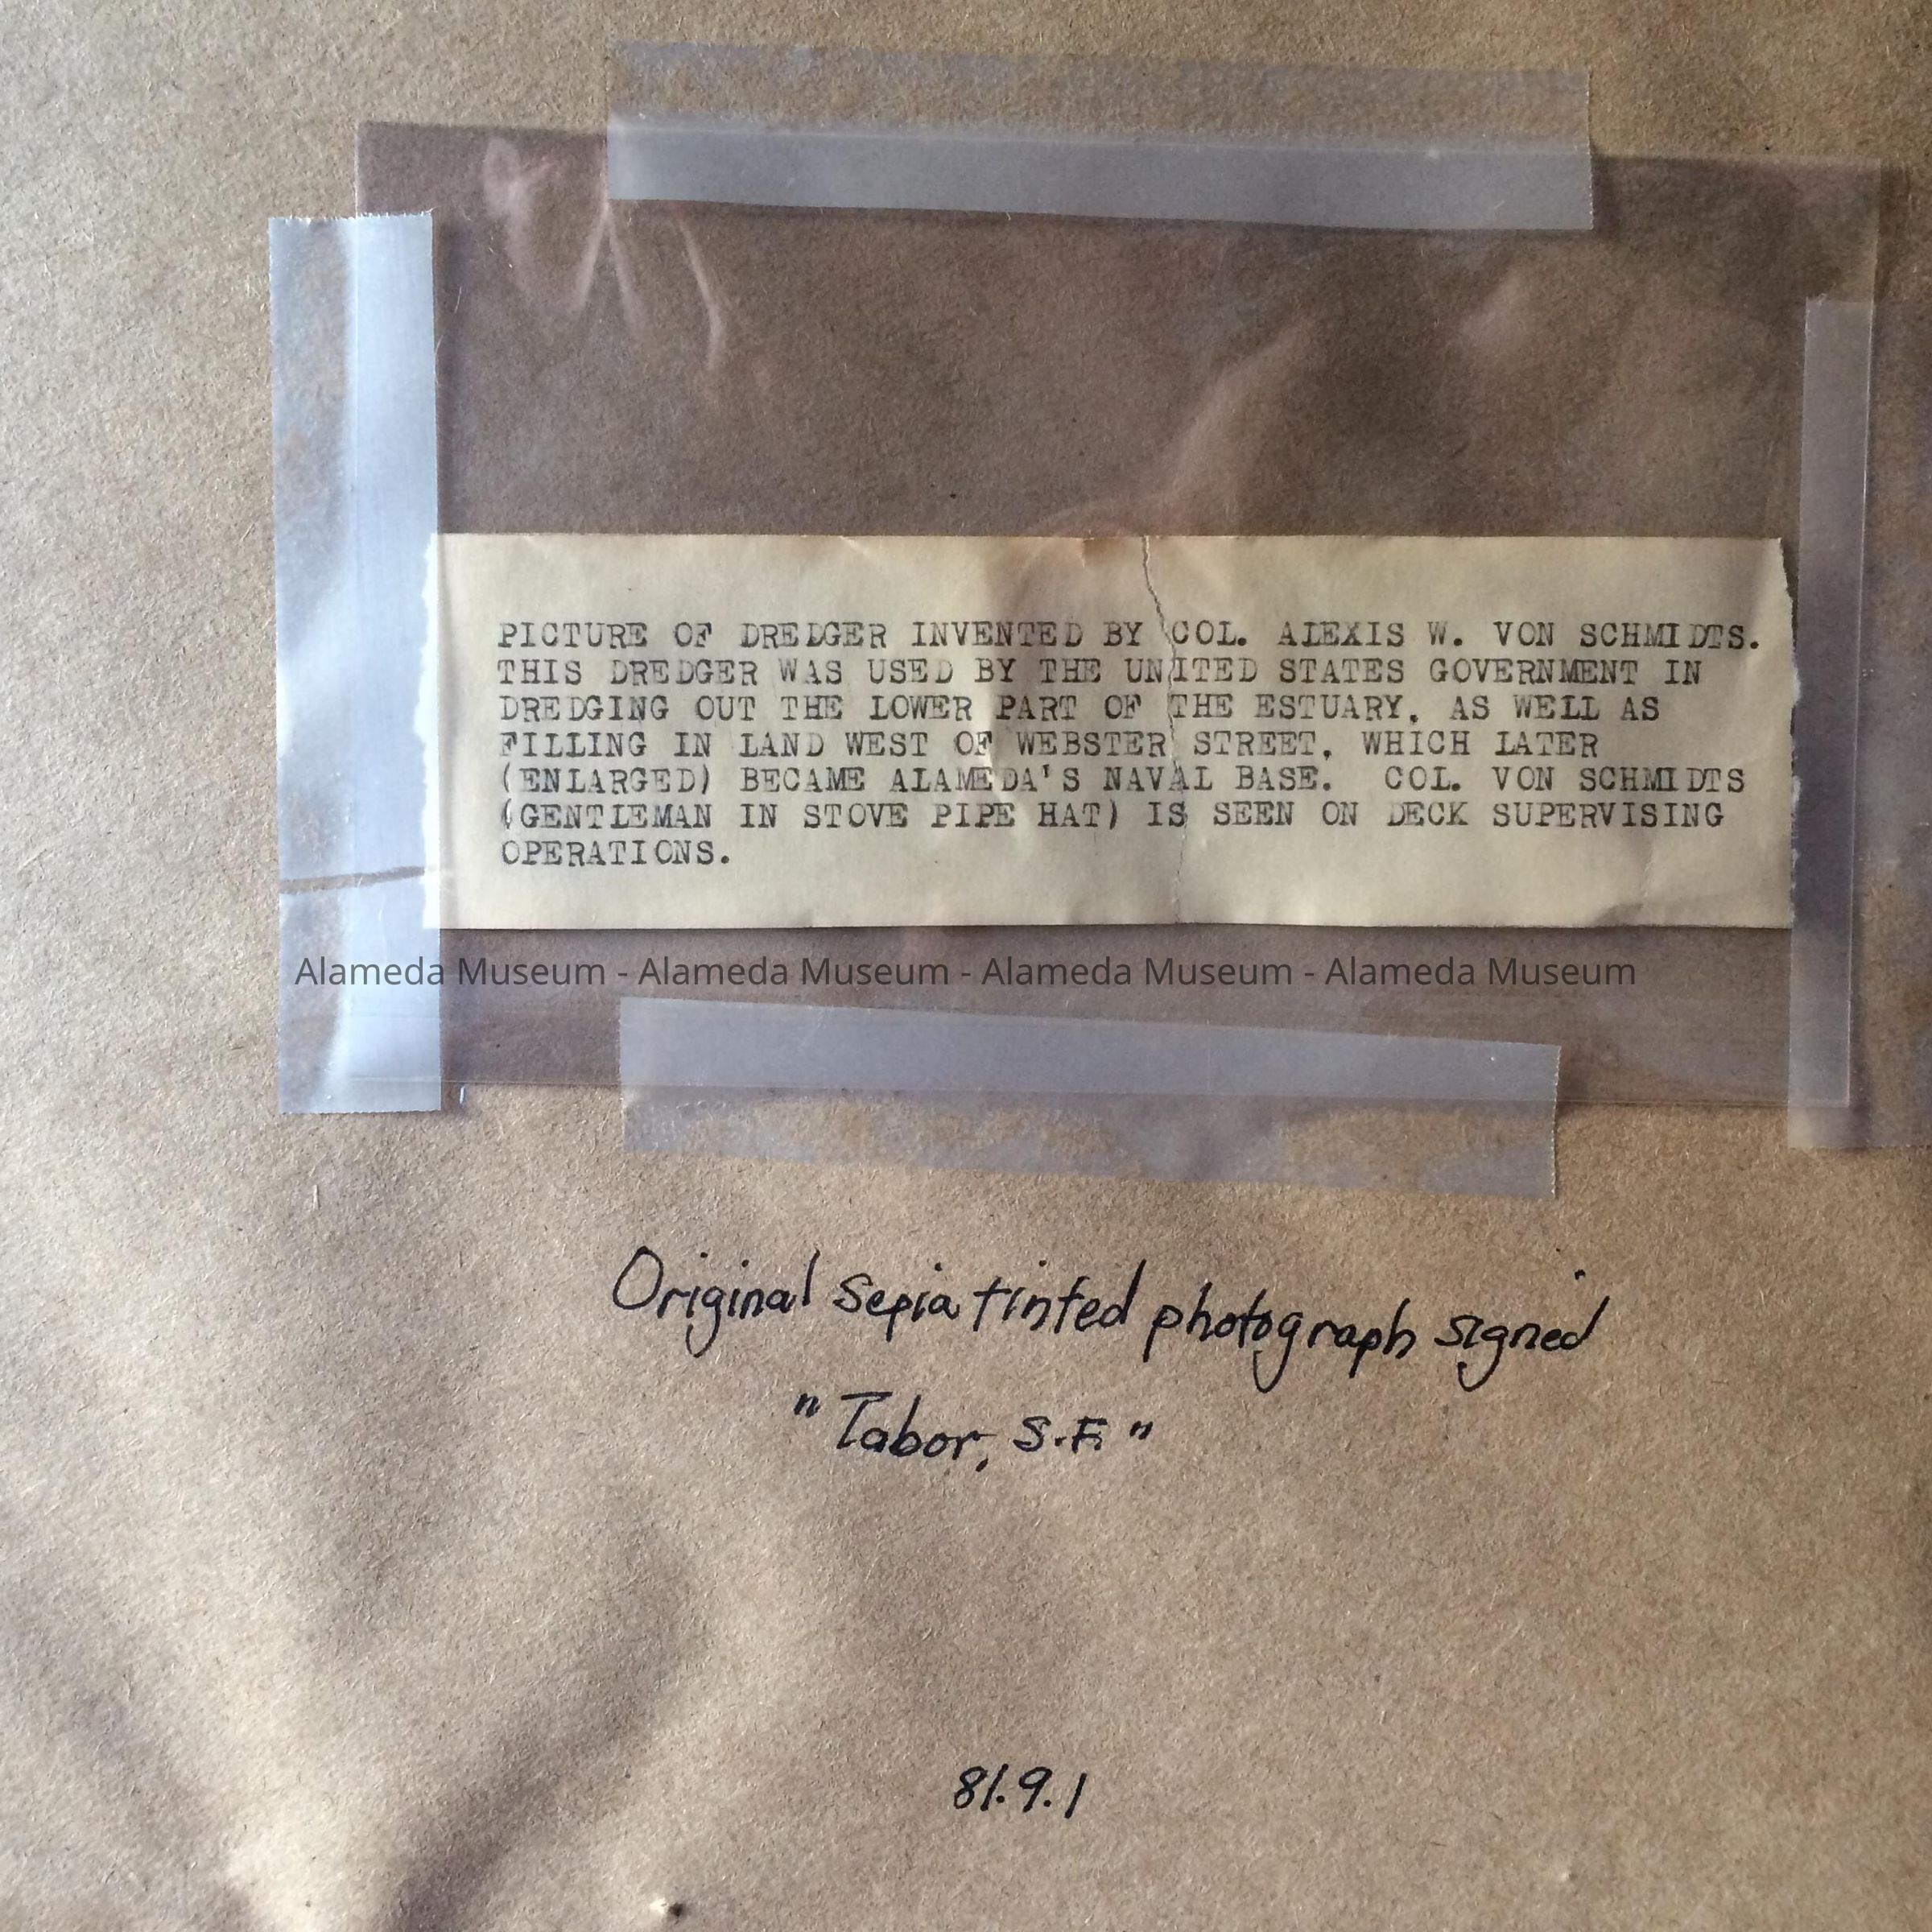 PICTURE OF DREDGER INVENTED BY COL. ALEXIS W. VON SCHMIDTS.
THIS DREDGER WAS USED BY THE UNITED STATES GOVERNMENT IN
DREDGING OUT THE LOWER PART OF THE ESTUARY, AS WELL AS
FILLING IN LAND WEST OF WEBSTER STREET, WHICH LATER
(ENLARGED) BECAME ALAMEDA'S NAVAL BASE. COL. VON SCHMIDTS
(GENTLEMAN IN STOVE PIPE HAT) IS SEEN ON DECK SUPERVISING
OPERATIONS.
Alameda Museum - Alameda Museum - Alameda Museum - Alameda Museum
Original sepia tinted photograph signed
"Tabor, S.F."
81.9.1